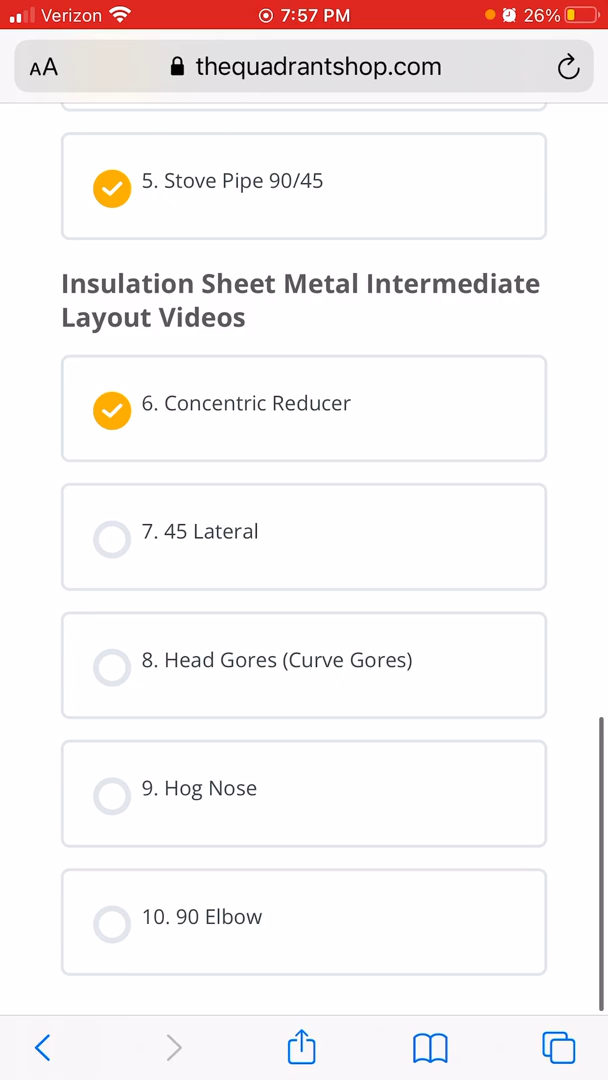 Verizon 7:57 PM 26%
AA thequadrantshop.com
5. Stove Pipe 90/45
Insulation Sheet Metal Intermediate
Layout Videos
6. Concentric Reducer
7. 45 Lateral
8. Head Gores (Curve Gores)
9. Hog Nose
10. 90 Elbow